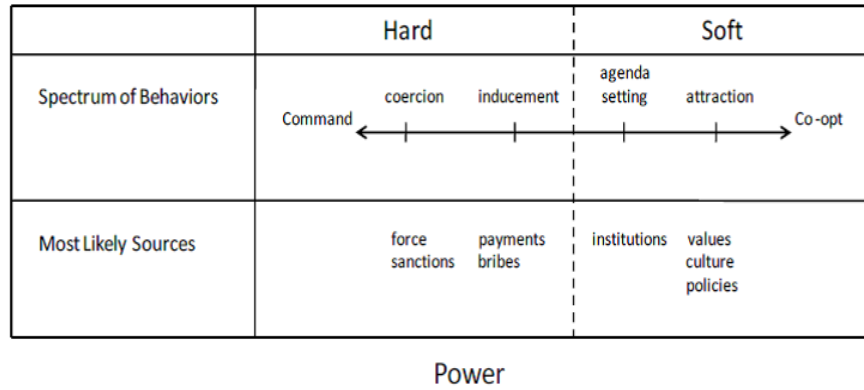 Hard Soft
Spectrum of Behaviors
coercion inducement agenda setting attraction
Command Co-opt
Most Likely Sources
force sanctions
payments bribes
institutions
values culture policies
Power